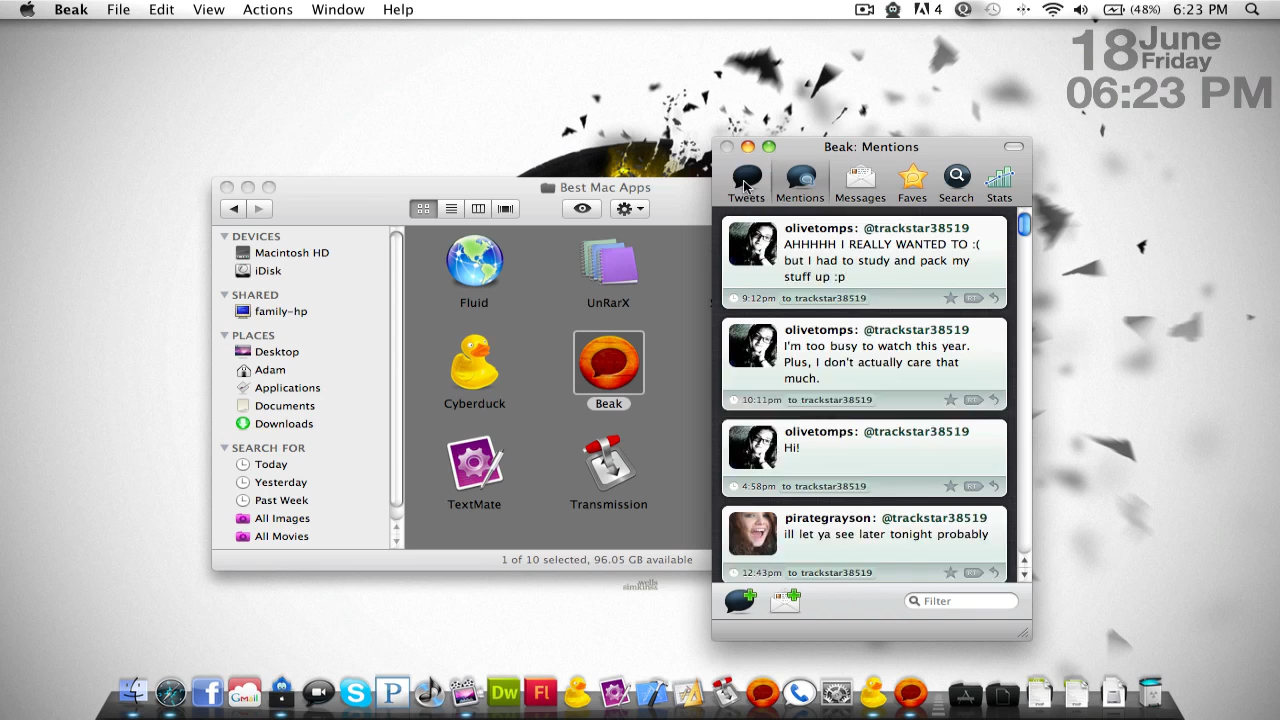 Beak File Edit View Actions Window Help
4 (48%) 6:23 PM
18 June
Friday
06:23 PM
Best Mac Apps
DEVICES
Macintosh HD
iDisk
SHARED
family-hp
PLACES
Desktop
Adam
Applications
Documents
Downloads
SEARCH FOR
Today
Yesterday
Past Week
All Images
All Movies
Fluid
UnRarX
Cyberduck
Beak
TextMate
Transmission
1 of 10 selected, 96.05 GB available
Beak: Mentions
Tweets Mentions Messages Faves Search Stats
olivetomps: @trackstar38519
AHHHHH I REALLY WANTED TO :(
but I had to study and pack my
stuff up :p
9:12pm to trackstar38519 RT
olivetomps: @trackstar38519
I'm too busy to watch this year.
Plus, I don't actually care that
much.
10:11pm to trackstar38519 RT
olivetomps: @trackstar38519
Hi!
4:58pm to trackstar38519 RT
pirategrayson: @trackstar38519
ill let ya see later tonight probably
12:43pm to trackstar38519 RT
Filter
Gmail
Dw